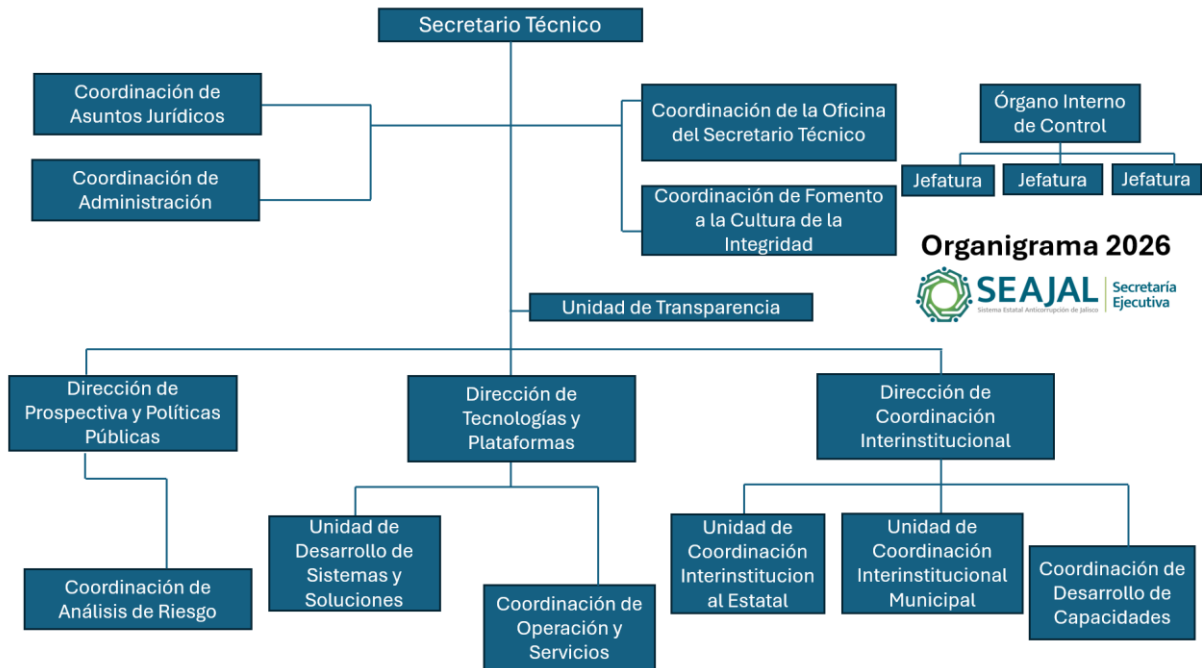 Secretario Técnico
Coordinación de
Asuntos Jurídicos
Coordinación de
Administración
Coordinación de la Oficina
del Secretario Técnico
Coordinación de Fomento
a la Cultura de la
Integridad
Órgano Interno
de Control
Jefatura
Jefatura
Jefatura
Organigrama 2026
SEAJAL
Sistema Estatal Anticorrupción de Jalisco
Secretaría
Ejecutiva
Unidad de Transparencia
Dirección de
Prospectiva y Políticas
Públicas
Dirección de
Tecnologías y
Plataformas
Dirección de
Coordinación
Interinstitucional
Coordinación de
Análisis de Riesgo
Unidad de
Desarrollo de
Sistemas y
Soluciones
Coordinación de
Operación y
Servicios
Unidad de
Coordinación
Interinstitucion
al Estatal
Unidad de
Coordinación
Interinstitucional
Municipal
Coordinación de
Desarrollo de
Capacidades